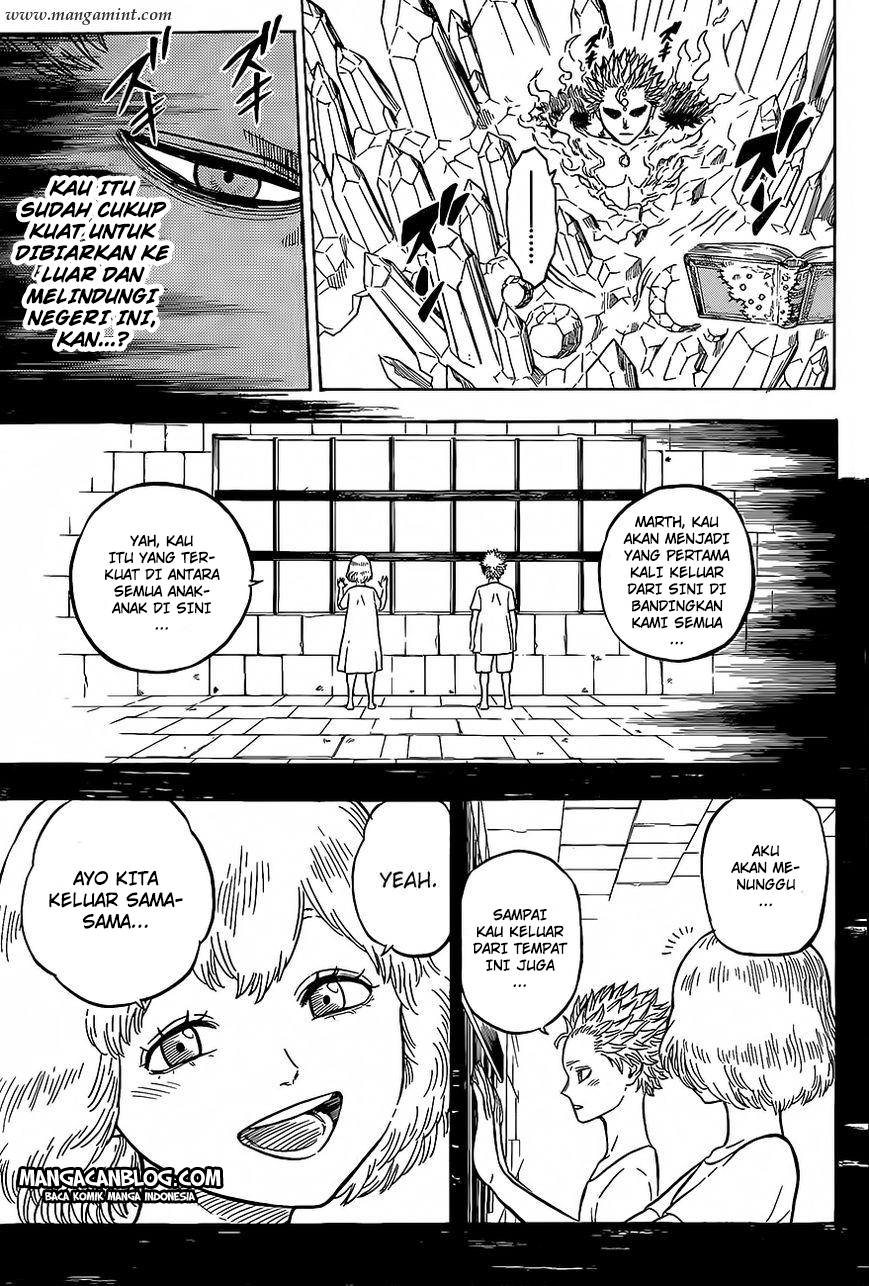 www.mangamint.com
.........
KAU ITU
SUDAH CUKUP
KUAT UNTUK
DIBIARKAN KE
LUAR DAN
MELINDUNGI
NEGERI INI,
KAN...?
MARTH, KAU
AKAN MENJADI
YANG PERTAMA
KALI KELUAR
DARI SINI DI
BANDINGKAN
KAMI SEMUA
...
YAH, KAU
ITU YANG TER-
KUAT DI ANTARA
SEMUA ANAK-
ANAK DI SINI
...
AKU
AKAN ME-
NUNGGU
...
SAMPAI
KAU KELUAR
DARI TEMPAT
INI JUGA
...
YEAH.
AYO KITA
KELUAR SAMA-
SAMA...
MANGACANBLOG.COM
BACA KOMIK MANGA INDONESIA